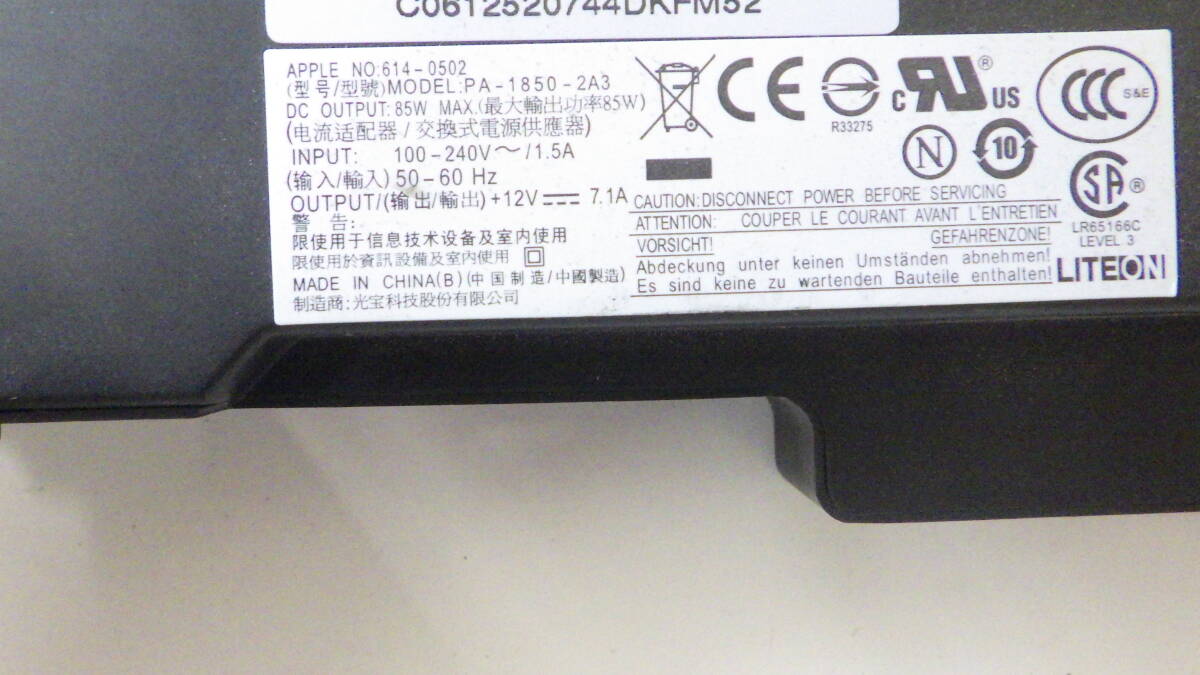 C0612520744DKFM52
APPLE NO:614-0502
(型号/型號)MODEL:PA-1850-2A3
DC OUTPUT:85W MAX.(最大輸出功率85W)
(电流适配器/交換式電源供應器)
INPUT: 100-240V～/1.5A
(输入/輸入) 50-60 Hz
OUTPUT/(输出/輸出)+12V⎓ 7.1A
警 告:
限使用于信息技术设备及室内使用
限使用於資訊設備及室内使用
MADE IN CHINA(B)(中国制造/中國製造)
制造商:光宝科技股份有限公司
CE
R33275
c RU ® US
CCC S&E
N
10
SA ®
LR65166C
LEVEL 3
CAUTION:DISCONNECT POWER BEFORE SERVICING
ATTENTION: COUPER LE COURANT AVANT L'ENTRETIEN
VORSICHT! GEFAHRENZONE!
Abdeckung unter keinen Umständen abnehmen!
Es sind keine zu wartenden Bauteile enthalten!
LITEON